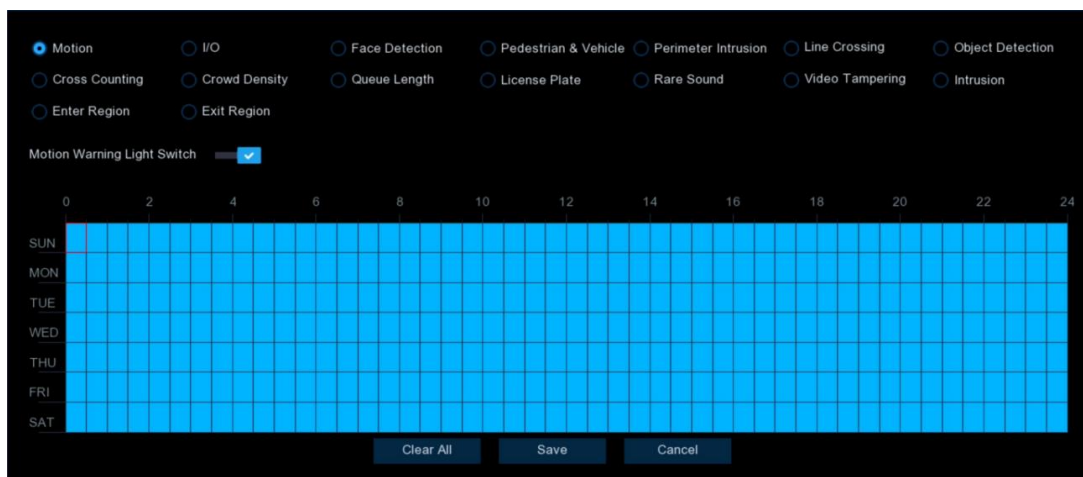 Motion I/O Face Detection Pedestrian & Vehicle Perimeter Intrusion Line Crossing Object Detection
Cross Counting Crowd Density Queue Length License Plate Rare Sound Video Tampering Intrusion
Enter Region Exit Region
Motion Warning Light Switch
0 2 4 6 8 10 12 14 16 18 20 22 24
SUN
MON
TUE
WED
THU
FRI
SAT
Clear All Save Cancel